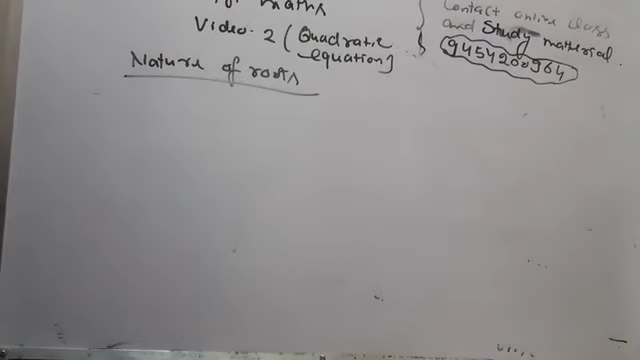 maths
Video. 2 (Quadratic
equation)
Nature of roots
Contact online class
and Study material.
9454200964